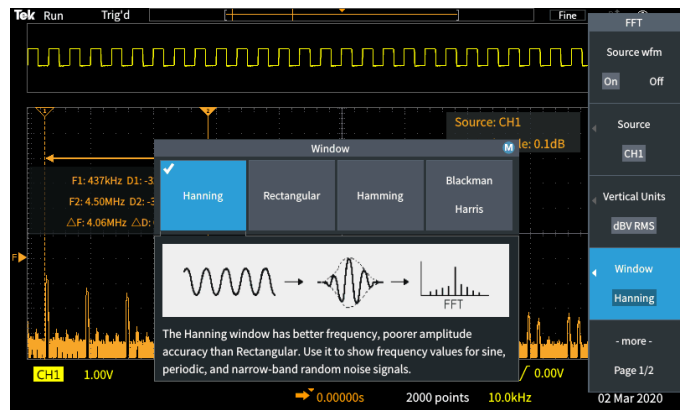 Tek Run Trig'd Fine
FFT
Source wfm
On Off
Source: CH1
le: 0.1dB
Source
CH1
Window M
Hanning Rectangular Hamming Blackman
Harris
F1: 437kHz D1: -3
F2: 4.50MHz D2: -3
△F: 4.06MHz △D:
Vertical Units
dBV RMS
Window
Hanning
F
FFT
The Hanning window has better frequency, poorer amplitude
accuracy than Rectangular. Use it to show frequency values for sine,
periodic, and narrow-band random noise signals.
- more -
Page 1/2
CH1 1.00V 0.00V
0.00000s 2000 points 10.0kHz 02 Mar 2020